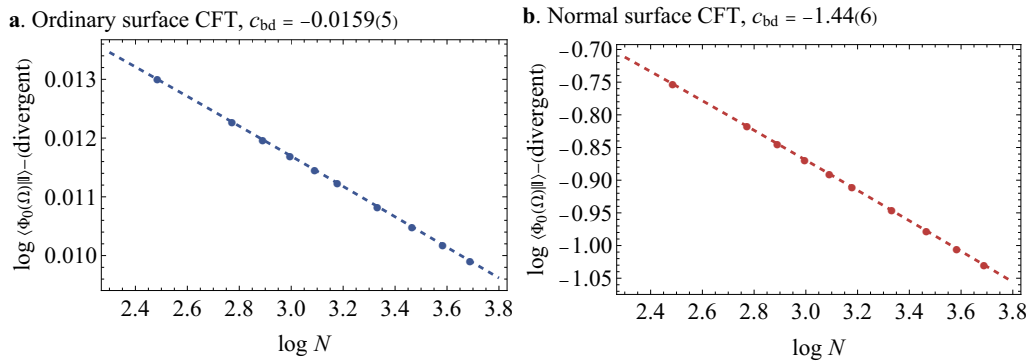 a. Ordinary surface CFT, c_bd = −0.0159(5)
log ⟨Φ₀(Ω)|𝕀⟩−(divergent)
0.013
0.012
0.011
0.010
2.4 2.6 2.8 3.0 3.2 3.4 3.6 3.8
log N
b. Normal surface CFT, c_bd = −1.44(6)
log ⟨Φ₀(Ω)|𝕀⟩−(divergent)
−0.70
−0.75
−0.80
−0.85
−0.90
−0.95
−1.00
−1.05
2.4 2.6 2.8 3.0 3.2 3.4 3.6 3.8
log N